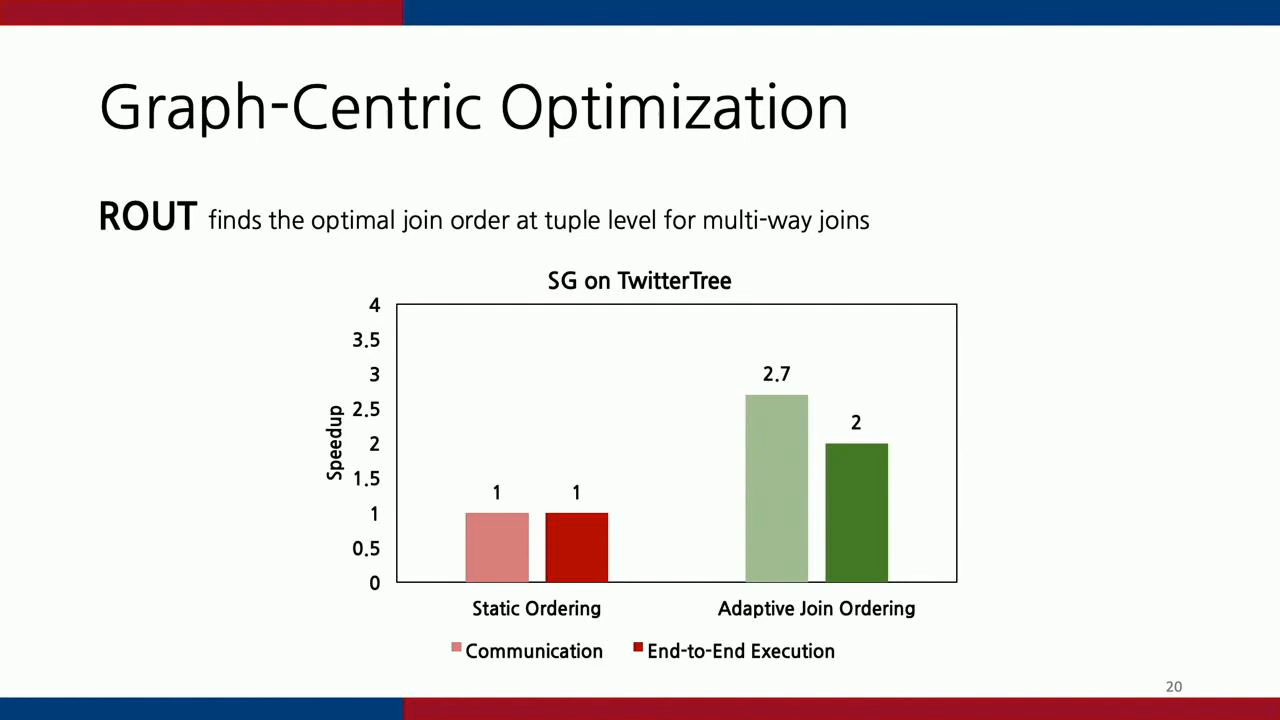 Graph-Centric Optimization
ROUT finds the optimal join order at tuple level for multi-way joins
SG on TwitterTree
4
3.5
3
2.5
2
1.5
1
0.5
0
Speedup
1
1
2.7
2
Static Ordering
Adaptive Join Ordering
Communication
End-to-End Execution
20